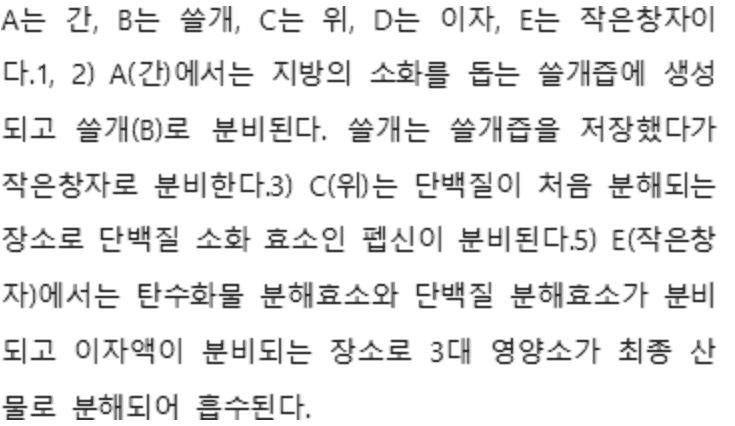 A는 간, B는 쓸개, C는 위, D는 이자, E는 작은창자이
다.1, 2) A(간)에서는 지방의 소화를 돕는 쓸개즙에 생성
되고 쓸개(B)로 분비된다. 쓸개는 쓸개즙을 저장했다가
작은창자로 분비한다.3) C(위)는 단백질이 처음 분해되는
장소로 단백질 소화 효소인 펩신이 분비된다.5) E(작은창
자)에서는 탄수화물 분해효소와 단백질 분해효소가 분비
되고 이자액이 분비되는 장소로 3대 영양소가 최종 산
물로 분해되어 흡수된다.